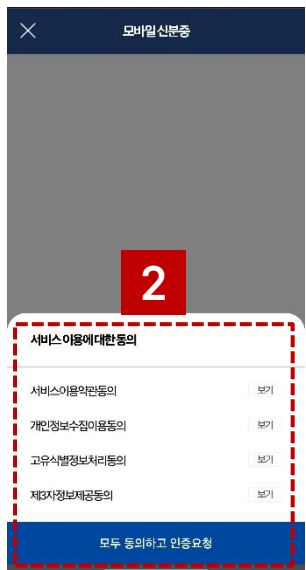 모바일 신분증
2
서비스 이용에 대한 동의
서비스이용약관동의 보기
개인정보수집이용동의 보기
고유식별정보처리동의 보기
제3자정보제공동의 보기
모두 동의하고 인증요청